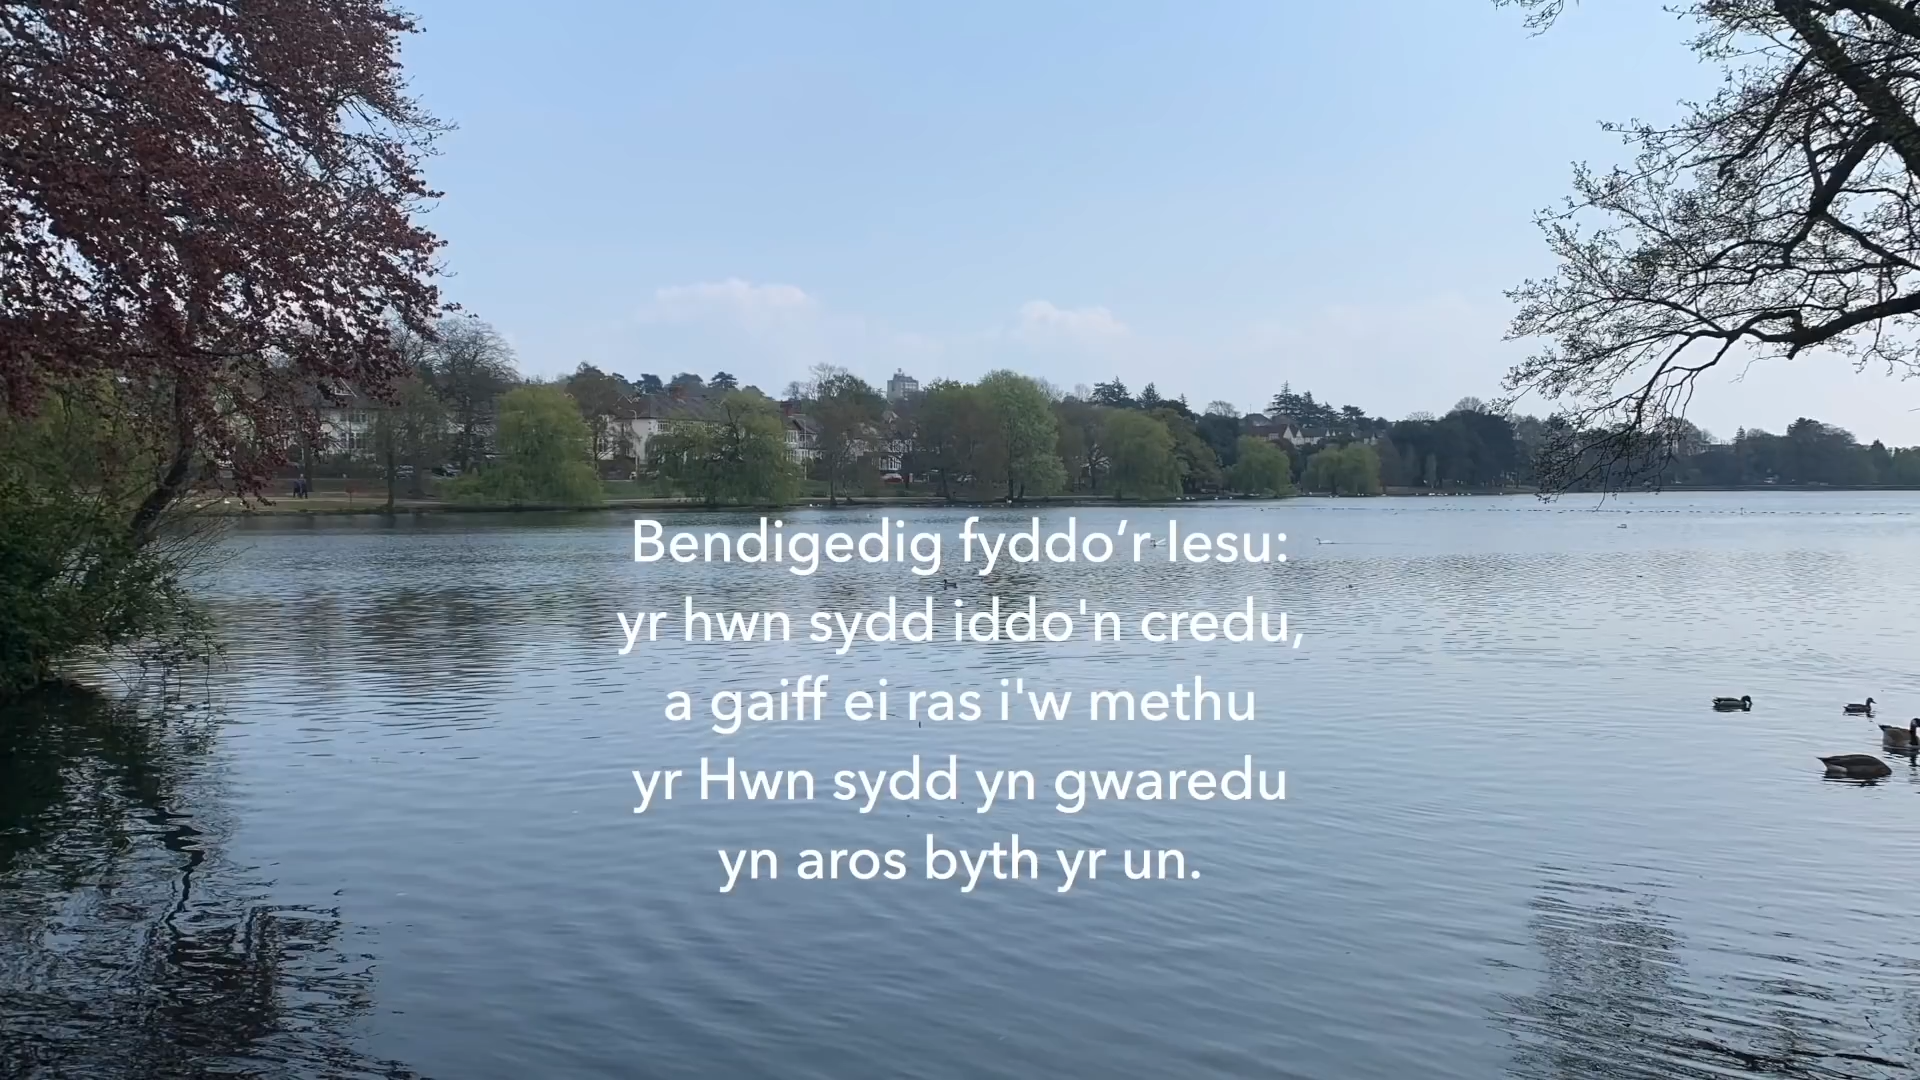 Bendigedig fyddo’r Iesu:
yr hwn sydd iddo'n credu,
a gaiff ei ras i'w methu
yr Hwn sydd yn gwaredu
yn aros byth yr un.